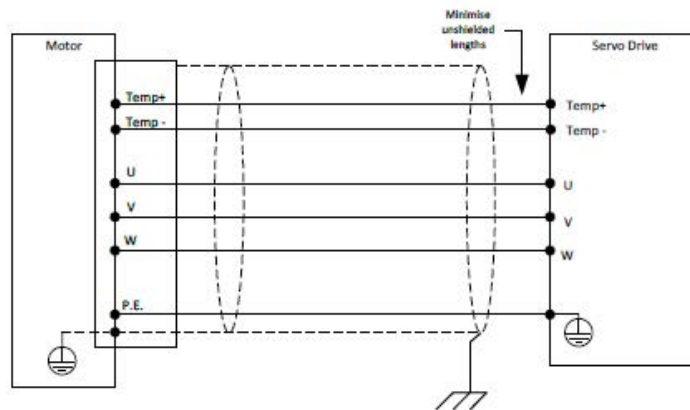 Minimise
unshielded
lengths
Motor
Servo Drive
Temp+
Temp+
Temp -
Temp -
U
U
V
V
W
W
P.E.